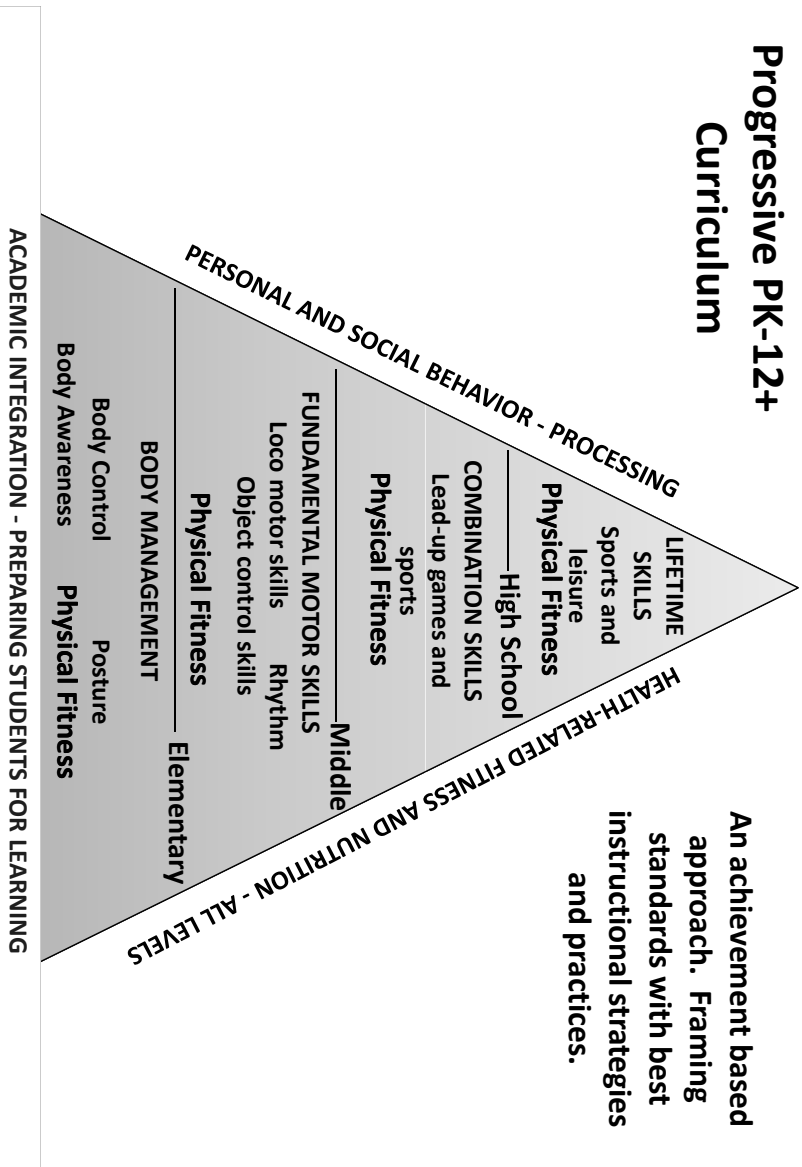 Progressive PK-12+
Curriculum
An achievement based
approach.  Framing
standards with best
instructional strategies
and practices.
PERSONAL AND SOCIAL BEHAVIOR - PROCESSING
HEALTH-RELATED FITNESS AND NUTRITION - ALL LEVELS
LIFETIME
SKILLS
Sports and
leisure
Physical Fitness
High School
COMBINATION SKILLS
Lead-up games and
sports
Physical Fitness
Middle
FUNDAMENTAL MOTOR SKILLS
Loco motor skills Rhythm
Object control skills
Physical Fitness
Elementary
BODY MANAGEMENT
Body Control Posture
Body Awareness Physical Fitness
ACADEMIC INTEGRATION - PREPARING STUDENTS FOR LEARNING